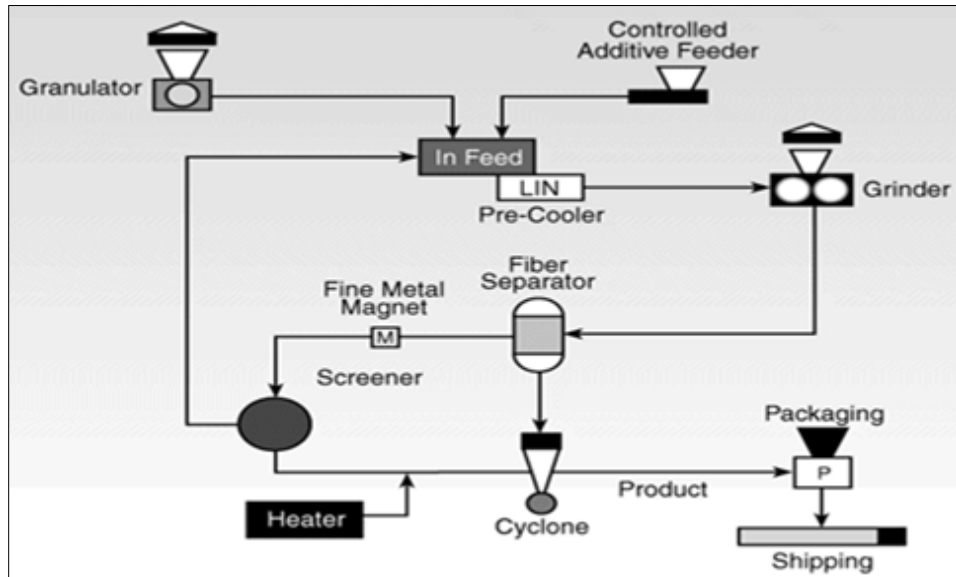 Controlled
Additive Feeder
Granulator
In Feed
LIN
Pre-Cooler
Grinder
Fiber
Separator
Fine Metal
Magnet
M
Screener
Packaging
P
Product
Heater
Cyclone
Shipping